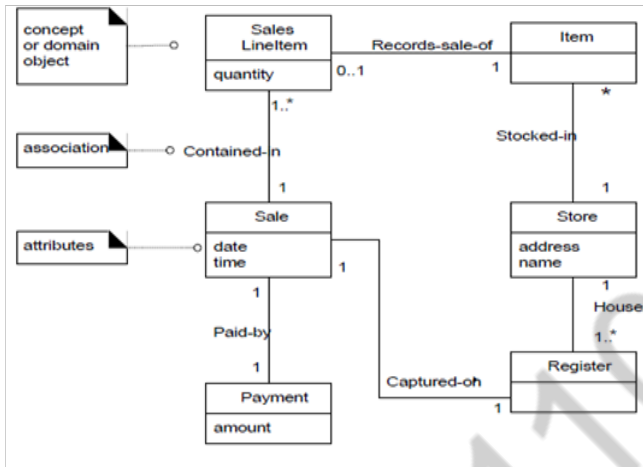 concept
or domain
object
Sales
LineItem
quantity
Records-sale-of
0..1
1
Item
1..*
*
association
Contained-in
Stocked-in
1
1
attributes
Sale
date
time
Store
address
name
1
1
1
House
Paid-by
1..*
1
Captured-on
1
Register
Payment
amount